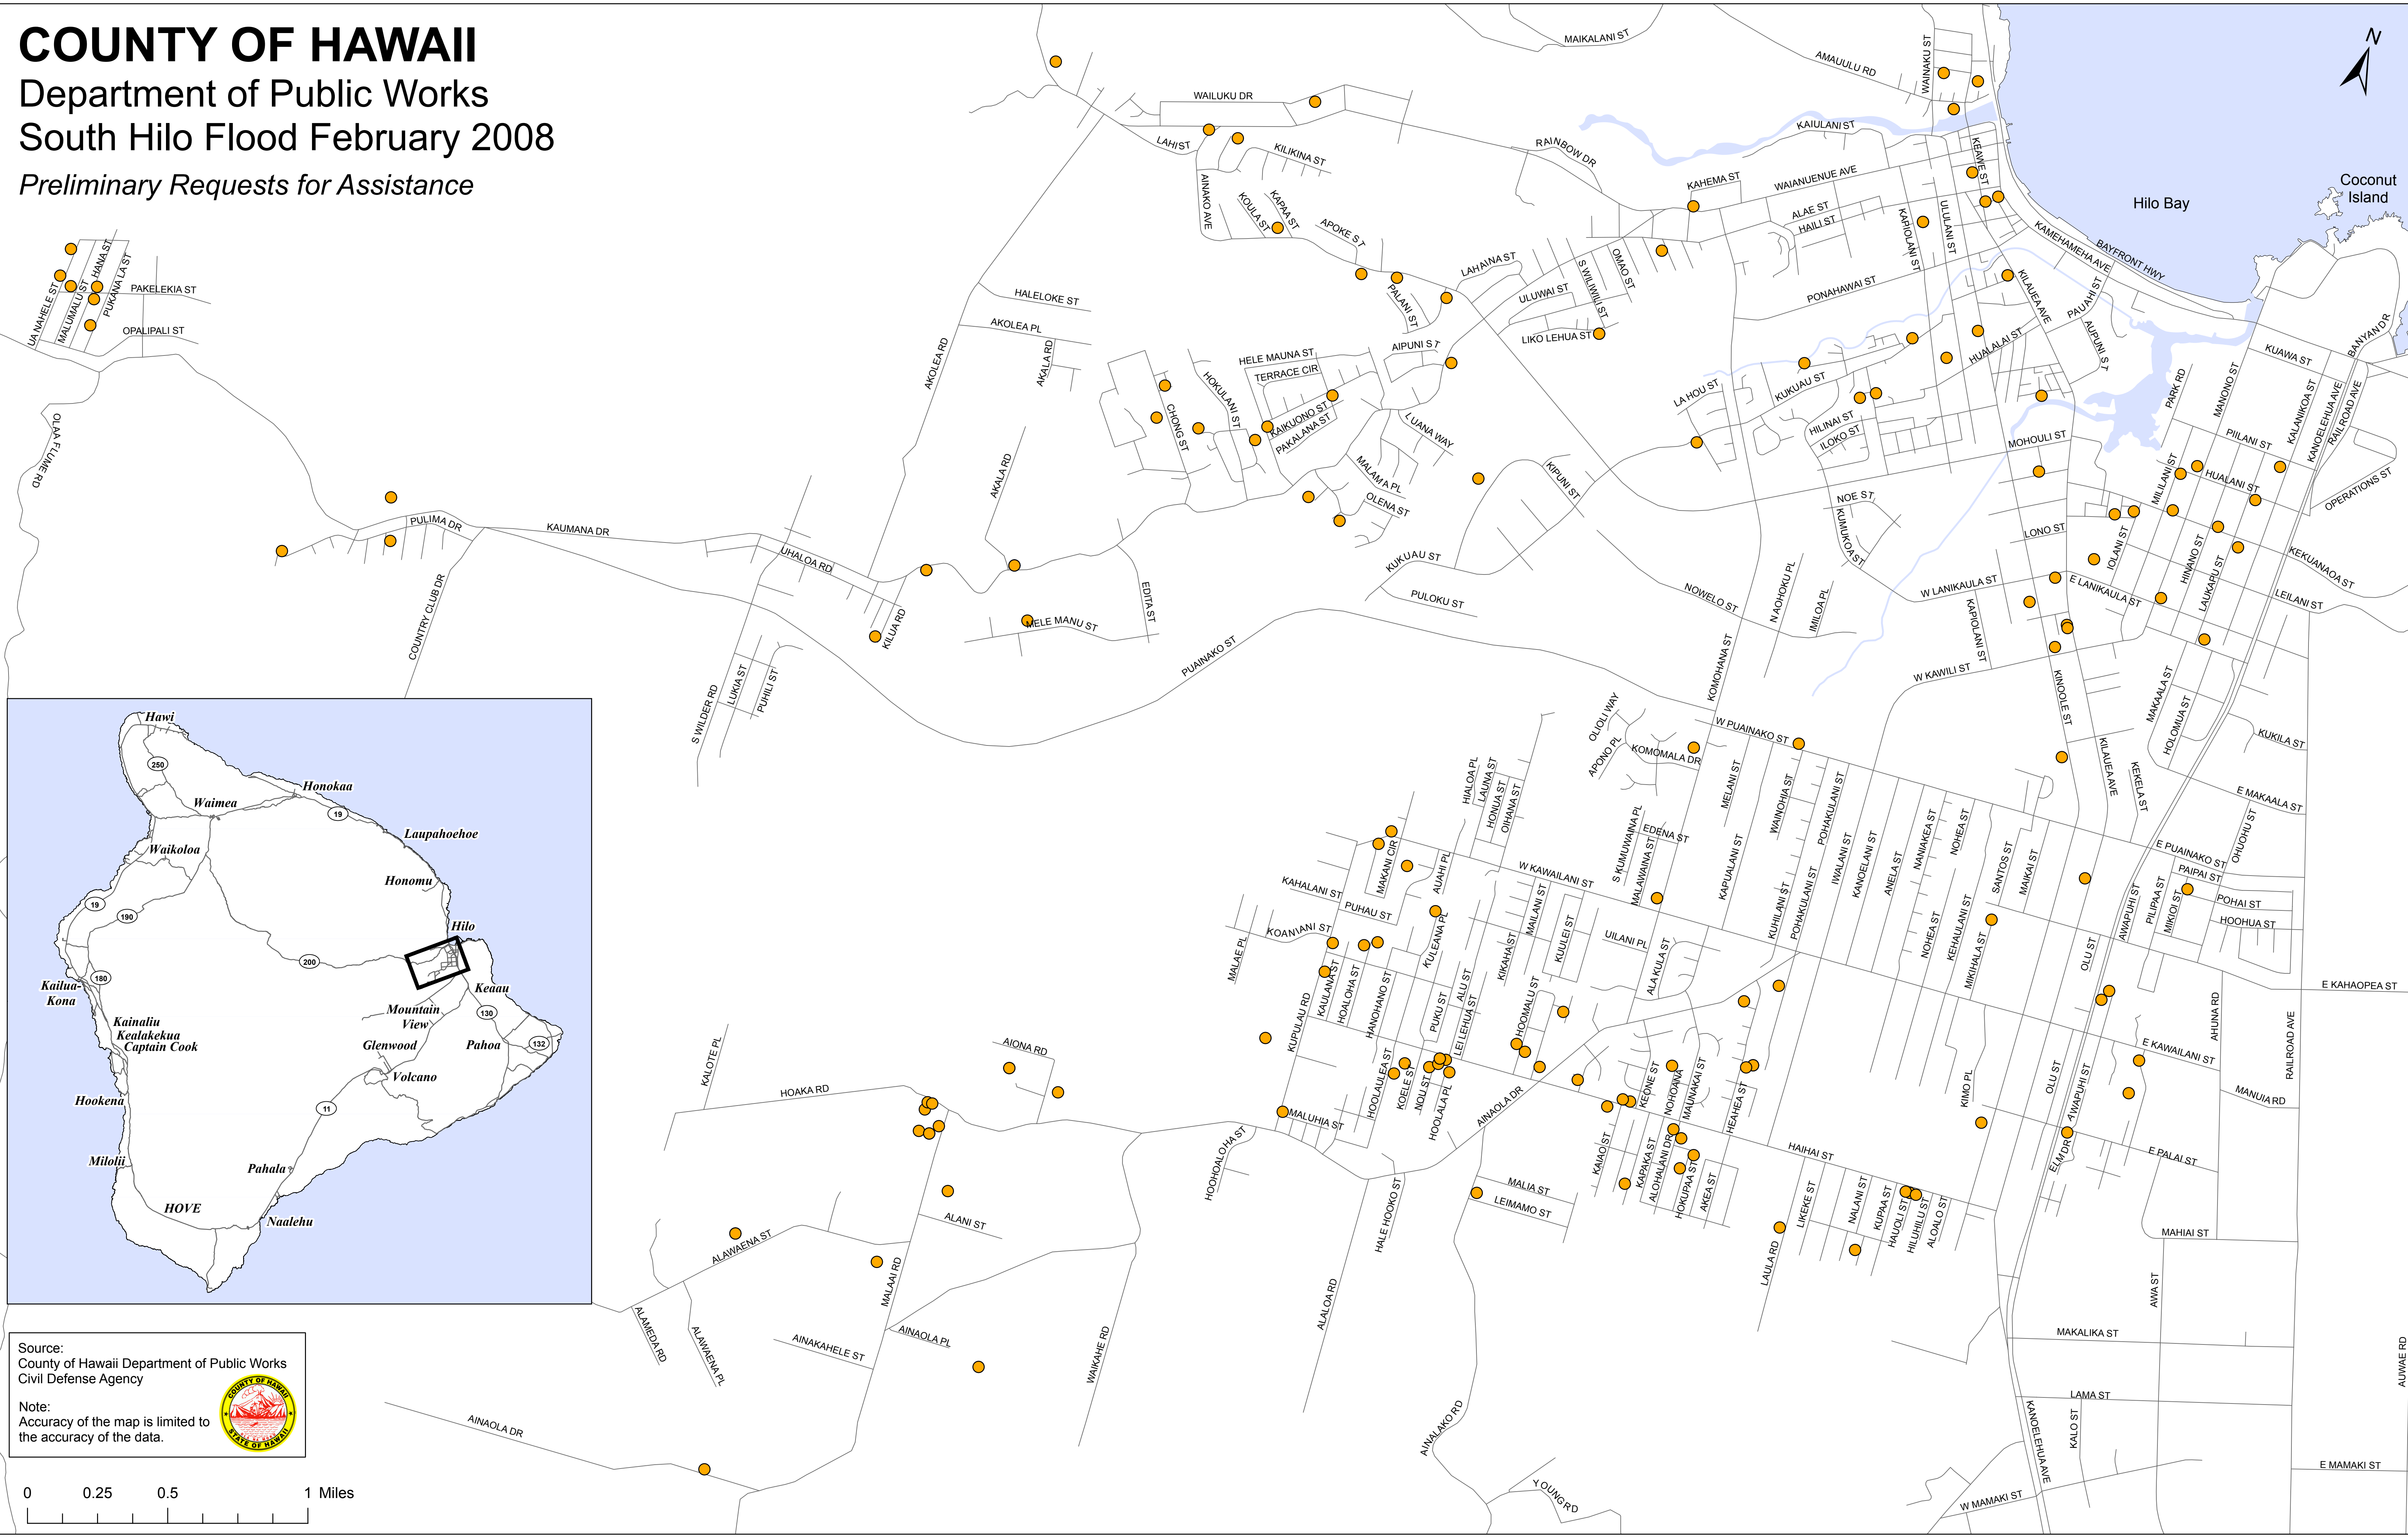 COUNTY OF HAWAII
Department of Public Works
South Hilo Flood February 2008
Preliminary Requests for Assistance
N
MAIKALANI ST
AMAUULU RD
WAINAKU ST
WAILUKU DR
LAHI ST
KILIKINA ST
RAINBOW DR
KAIULANI ST
KEAWE ST
AINAKO AVE
KOULA ST
KAPAA ST
APOKE ST
KAHEMA ST
WAIANUENUE AVE
ALAE ST
HAILI ST
KAPIOLANI ST
ULULANI ST
Hilo Bay
Coconut
Island
KAMEHAMEHA AVE
BAYFRONT HWY
UA NAHELE ST
MALUMALU ST
HANA ST
PUKANA LA ST
PAKELEKIA ST
OPALIPALI ST
HALELOKE ST
AKOLEA PL
AKOLEA RD
AKALA RD
LAHAINA ST
PALANI ST
ULUWAI ST
S WILIWILI ST
OMAO ST
LIKO LEHUA ST
PONAHAWAI ST
KILAUEA AVE
PAUAHI ST
AUPUNI ST
HUALALAI ST
BANYAN DR
KUAWA ST
HELE MAUNA ST
TERRACE CIR
AIPUNI ST
HOKULANI ST
CHONG ST
KAIKUONO ST
PAKALANA ST
LUANA WAY
LA HOU ST
KUKUAU ST
HILINAI ST
ILOKO ST
MOHOULI ST
PARK RD
MANONO ST
KALANIKOA ST
KANOELEHUA AVE
RAILROAD AVE
PIILANI ST
OLAA FLUME RD
AKALA RD
MALAMA PL
OLENA ST
KIPUNI ST
NOE ST
KUMUKOA ST
MILILANI ST
HUALANI ST
OPERATIONS ST
PULIMA DR
KAUMANA DR
UHALOA RD
COUNTRY CLUB DR
KILUA RD
EDITA ST
MELE MANU ST
KUKUAU ST
PULOKU ST
NOWELO ST
N AOHOKU PL
IMILOA PL
LONO ST
IOLANI ST
HINANO ST
LAUKAPU ST
KEKUANAOA ST
W LANIKAULA ST
E LANIKAULA ST
LEILANI ST
KAPIOLANI ST
W KAWILI ST
KOMOHANA ST
PUAINAKO ST
S WILDER RD
LUKIA ST
PUHILI ST
KINOOLE ST
KILAUEA AVE
KEKELA ST
MAKAALA ST
HOLOMUA ST
KUKILA ST
E MAKAALA ST
OLIOLI WAY
APONO PL
KOMOMALA DR
W PUAINAKO ST
HIALOA PL
LAUNA ST
HONUA ST
OIHANA ST
MELANI ST
WAINOHIA ST
POHAKULANI ST
S KUMUWAINA PL
EDENA ST
MALAWAINA ST
KAPUALANI ST
IWALANI ST
KANOELANI ST
ANELA ST
NANIAKEA ST
NOHEA ST
SANTOS ST
MAIKAI ST
E PUAINAKO ST
OHUOHU ST
PAIPAI ST
POHAI ST
HOOHUA ST
MAKANI CIR
AUAHI PL
W KAWAILANI ST
KAHALANI ST
PUHAU ST
KOANIANI ST
MALAE PL
KULEANA PL
KIKAHA ST
MAILANI ST
KUULEI ST
UILANI PL
ALA KULA ST
KUHILANI ST
POHAKULANI ST
NOHEA ST
KEHAULANI ST
MIKIHALA ST
OLU ST
AWAPUHI ST
PILIPAA ST
MIKIOI ST
E KAHAOPEA ST
KAULANA ST
HOALOHA ST
HANOHANO ST
PUKU ST
ALU ST
LEI LEHUA ST
HOOMALU ST
KUPULAU RD
AHUNA RD
RAILROAD AVE
E KAWAILANI ST
MANUIA RD
KALOTE PL
AIONA RD
HOAKA RD
MALUHIA ST
HOOHOALOHA ST
HOOLAULEA ST
KOELE ST
NOU ST
HOOLALA PL
AINAOLA DR
KEONE ST
NOHOANA
MAUNAKAI ST
HEAHEA ST
KIMO PL
OLU ST
AWAPUHI ST
ELM DR
E PALAI ST
KAIAO ST
KAPAKA ST
ALOHALANI DR
HOKUPAA ST
AKEA ST
HAIHAI ST
MALIA ST
LEIMAMO ST
HALE HOOKO ST
LIKEKE ST
NALANI ST
KUPAA ST
HAUOLI ST
HILUHILU ST
ALOALO ST
MAHIAI ST
LAULA RD
ALAWAENA ST
ALANI ST
MALAAI RD
ALAMEDA RD
ALAWAENA PL
AINAKAHELE ST
AINAOLA PL
WAIKAHE RD
ALALOA RD
AINALAKO RD
AINAOLA DR
YOUNG RD
AWA ST
MAKALIKA ST
LAMA ST
KALO ST
KANOELEHUA AVE
AUWAE RD
E MAMAKI ST
W MAMAKI ST
Hawi
250
Honokaa
Waimea
19
Laupahoehoe
Waikoloa
Honomu
19
190
Hilo
200
180
Kailua-
Kona
Keaau
Mountain
View
130
Kainaliu
Kealakekua
Captain Cook
Glenwood
Pahoa
132
Volcano
Hookena
11
Milolii
Pahala
HOVE
Naalehu
Source:
County of Hawaii Department of Public Works
Civil Defense Agency
Note:
Accuracy of the map is limited to
the accuracy of the data.
COUNTY OF HAWAII
STATE OF HAWAII
0 0.25 0.5 1 Miles